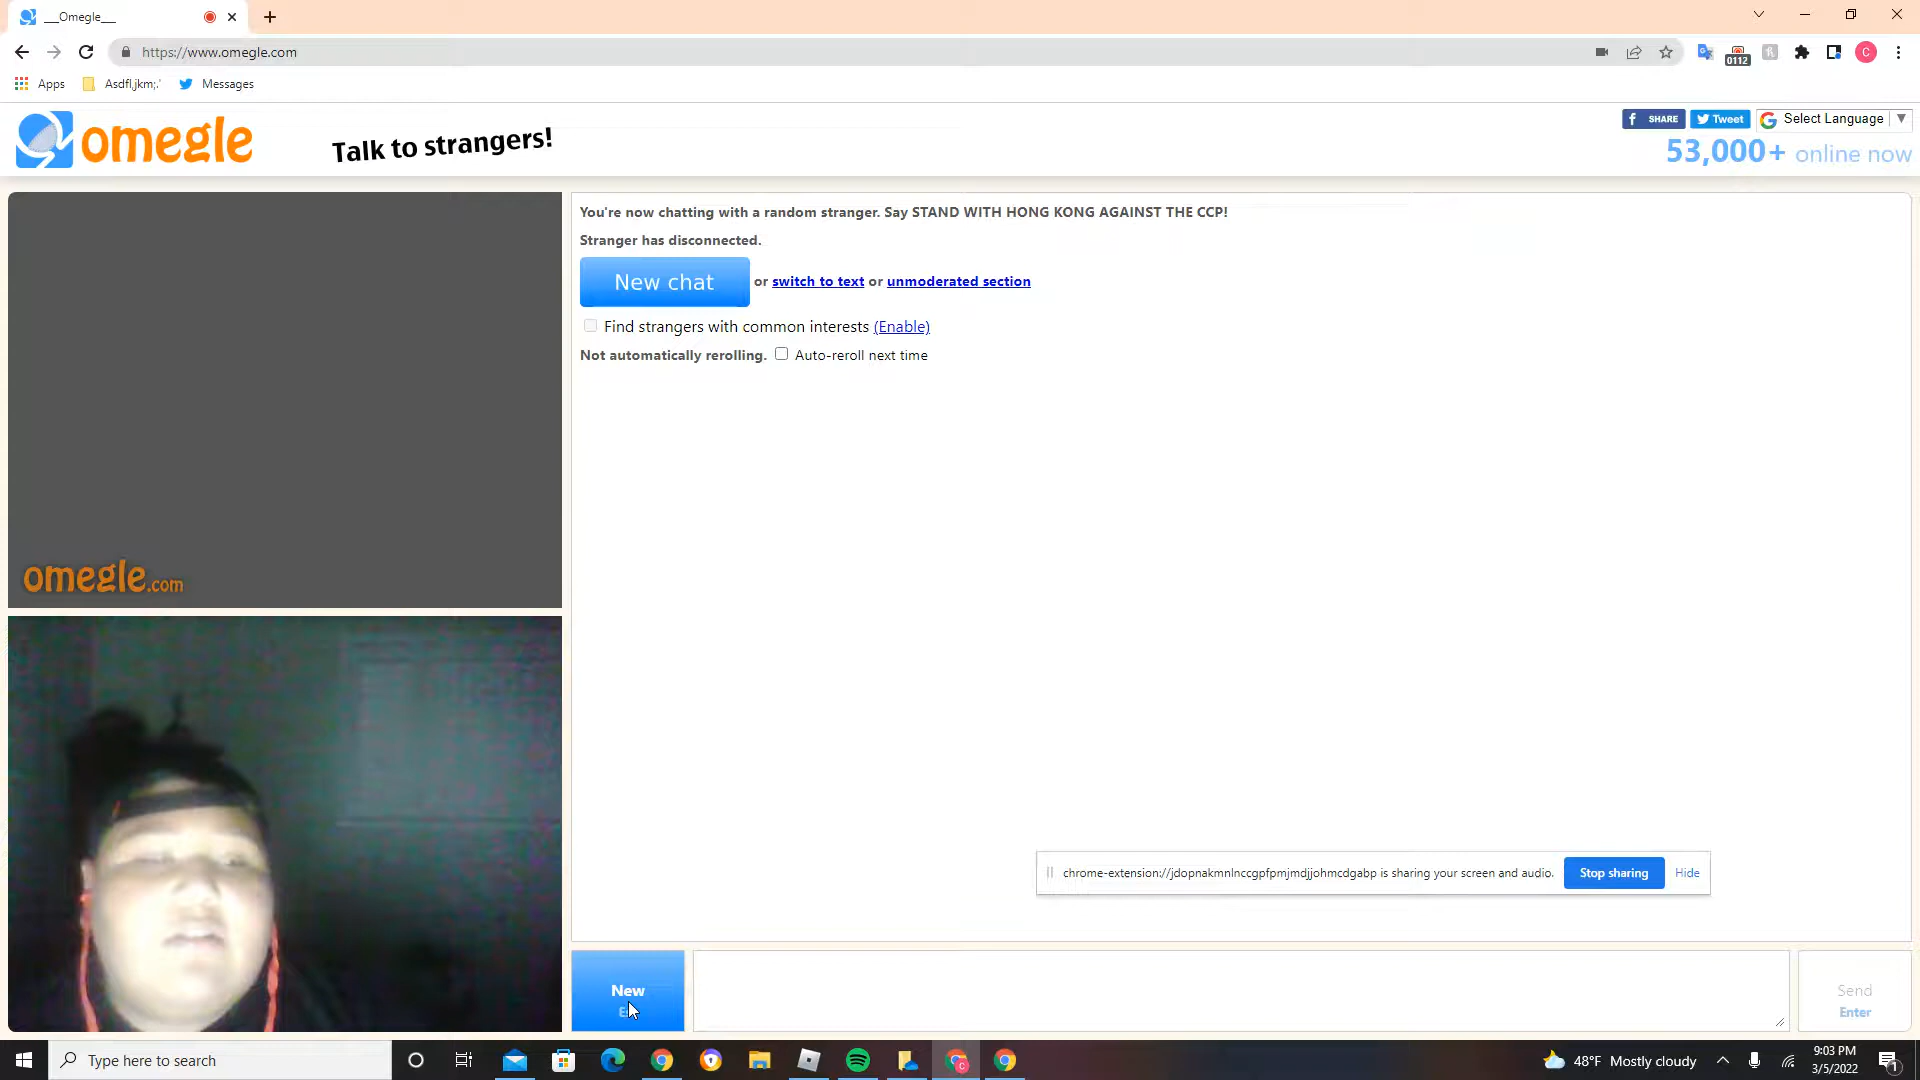 __Omegle__
https://www.omegle.com
0112
C
Apps
Asdfl,jkm;.'
Messages
omegle
Talk to strangers!
SHARE
Tweet
Select Language
53,000+ online now
You're now chatting with a random stranger. Say STAND WITH HONG KONG AGAINST THE CCP!
Stranger has disconnected.
New chat or switch to text or unmoderated section
Find strangers with common interests (Enable)
Not automatically rerolling. Auto-reroll next time
omegle.com
chrome-extension://jdopnakmnlnccgpfpmjmdjjohmcdgabp is sharing your screen and audio. Stop sharing Hide
New
Send
Enter
Type here to search
48°F Mostly cloudy
9:03 PM
3/5/2022
1